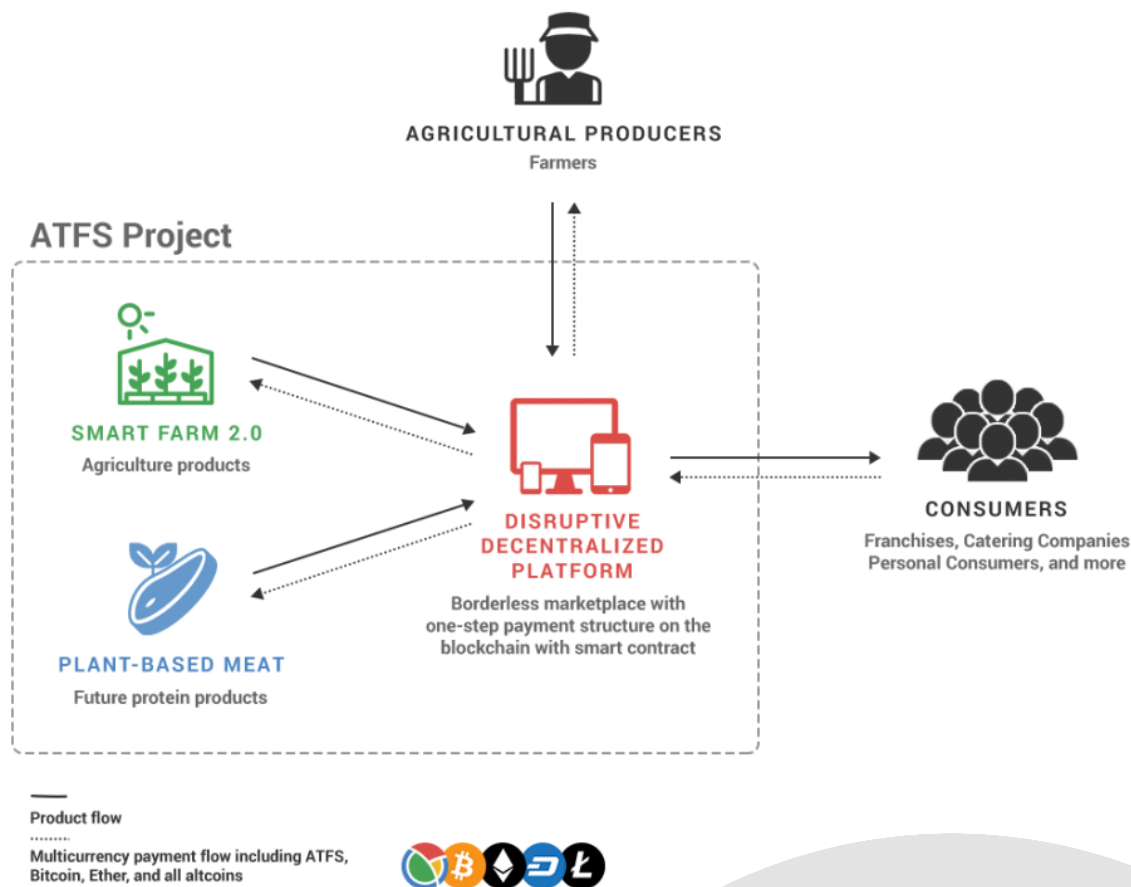 AGRICULTURAL PRODUCERS
Farmers
ATFS Project
SMART FARM 2.0
Agriculture products
PLANT-BASED MEAT
Future protein products
DISRUPTIVE
DECENTRALIZED
PLATFORM
Borderless marketplace with
one-step payment structure on the
blockchain with smart contract
CONSUMERS
Franchises, Catering Companies
Personal Consumers, and more
Product flow
Multicurrency payment flow including ATFS,
Bitcoin, Ether, and all altcoins